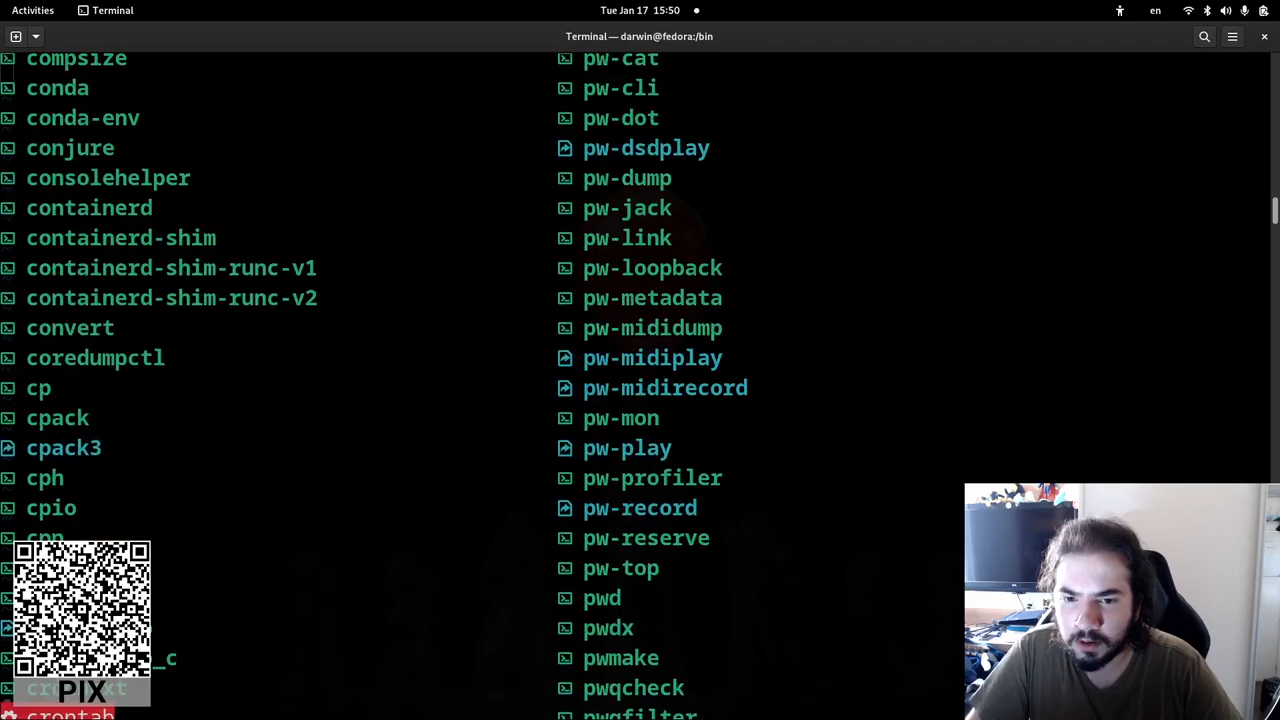 Activities
Terminal
Tue Jan 17 15:50
en
Terminal — darwin@fedora:/bin
compsize
conda
conda-env
conjure
consolehelper
containerd
containerd-shim
containerd-shim-runc-v1
containerd-shim-runc-v2
convert
coredumpctl
cp
cpack
cpack3
cph
cpio
cpp
_c
crontab
PIX
pw-cat
pw-cli
pw-dot
pw-dsdplay
pw-dump
pw-jack
pw-link
pw-loopback
pw-metadata
pw-mididump
pw-midiplay
pw-midirecord
pw-mon
pw-play
pw-profiler
pw-record
pw-reserve
pw-top
pwd
pwdx
pwmake
pwqcheck
pwqfilter